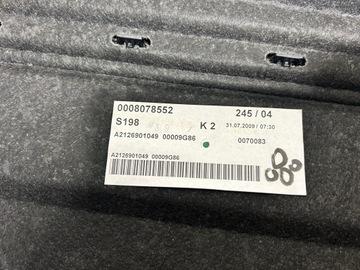 0008078552 245 / 04
S198 K 2 31.07.2009 / 07:30
A2126901049 00009G86 0070083
A2126901049 00009G86